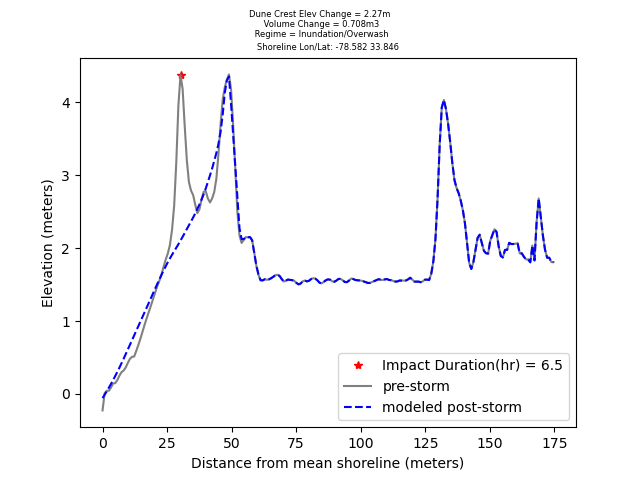 Dune Crest Elev Change = 2.27m
Volume Change = 0.708m3
Regime = Inundation/Overwash
Shoreline Lon/Lat: -78.582 33.846
Elevation (meters)
4
3
2
1
0
Impact Duration(hr) = 6.5
pre-storm
modeled post-storm
0 25 50 75 100 125 150 175
Distance from mean shoreline (meters)